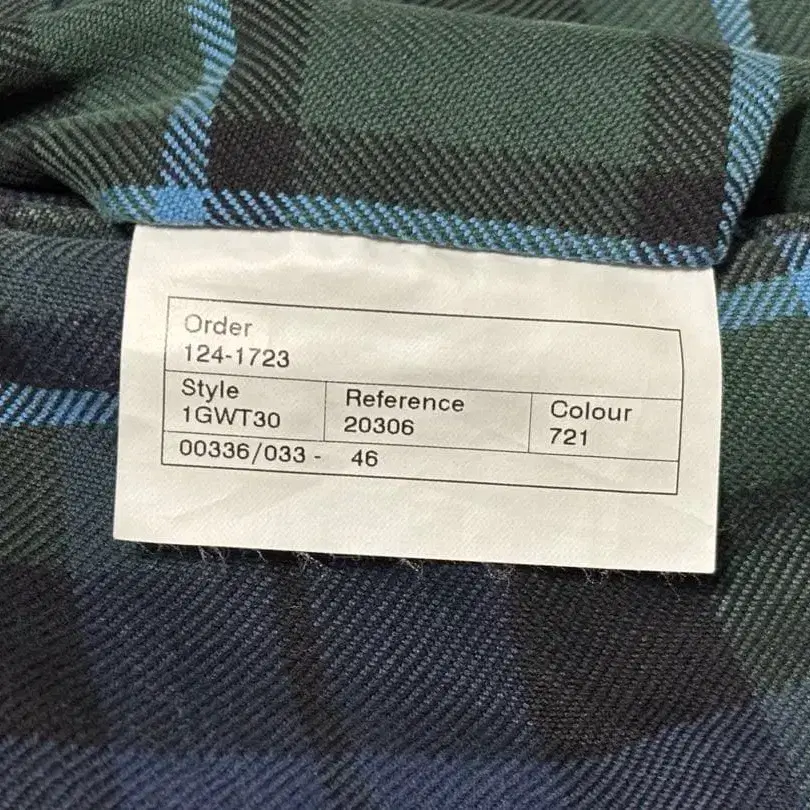 Order
124-1723
Style
1GWT30
Reference
20306
Colour
721
00336/033 - 46